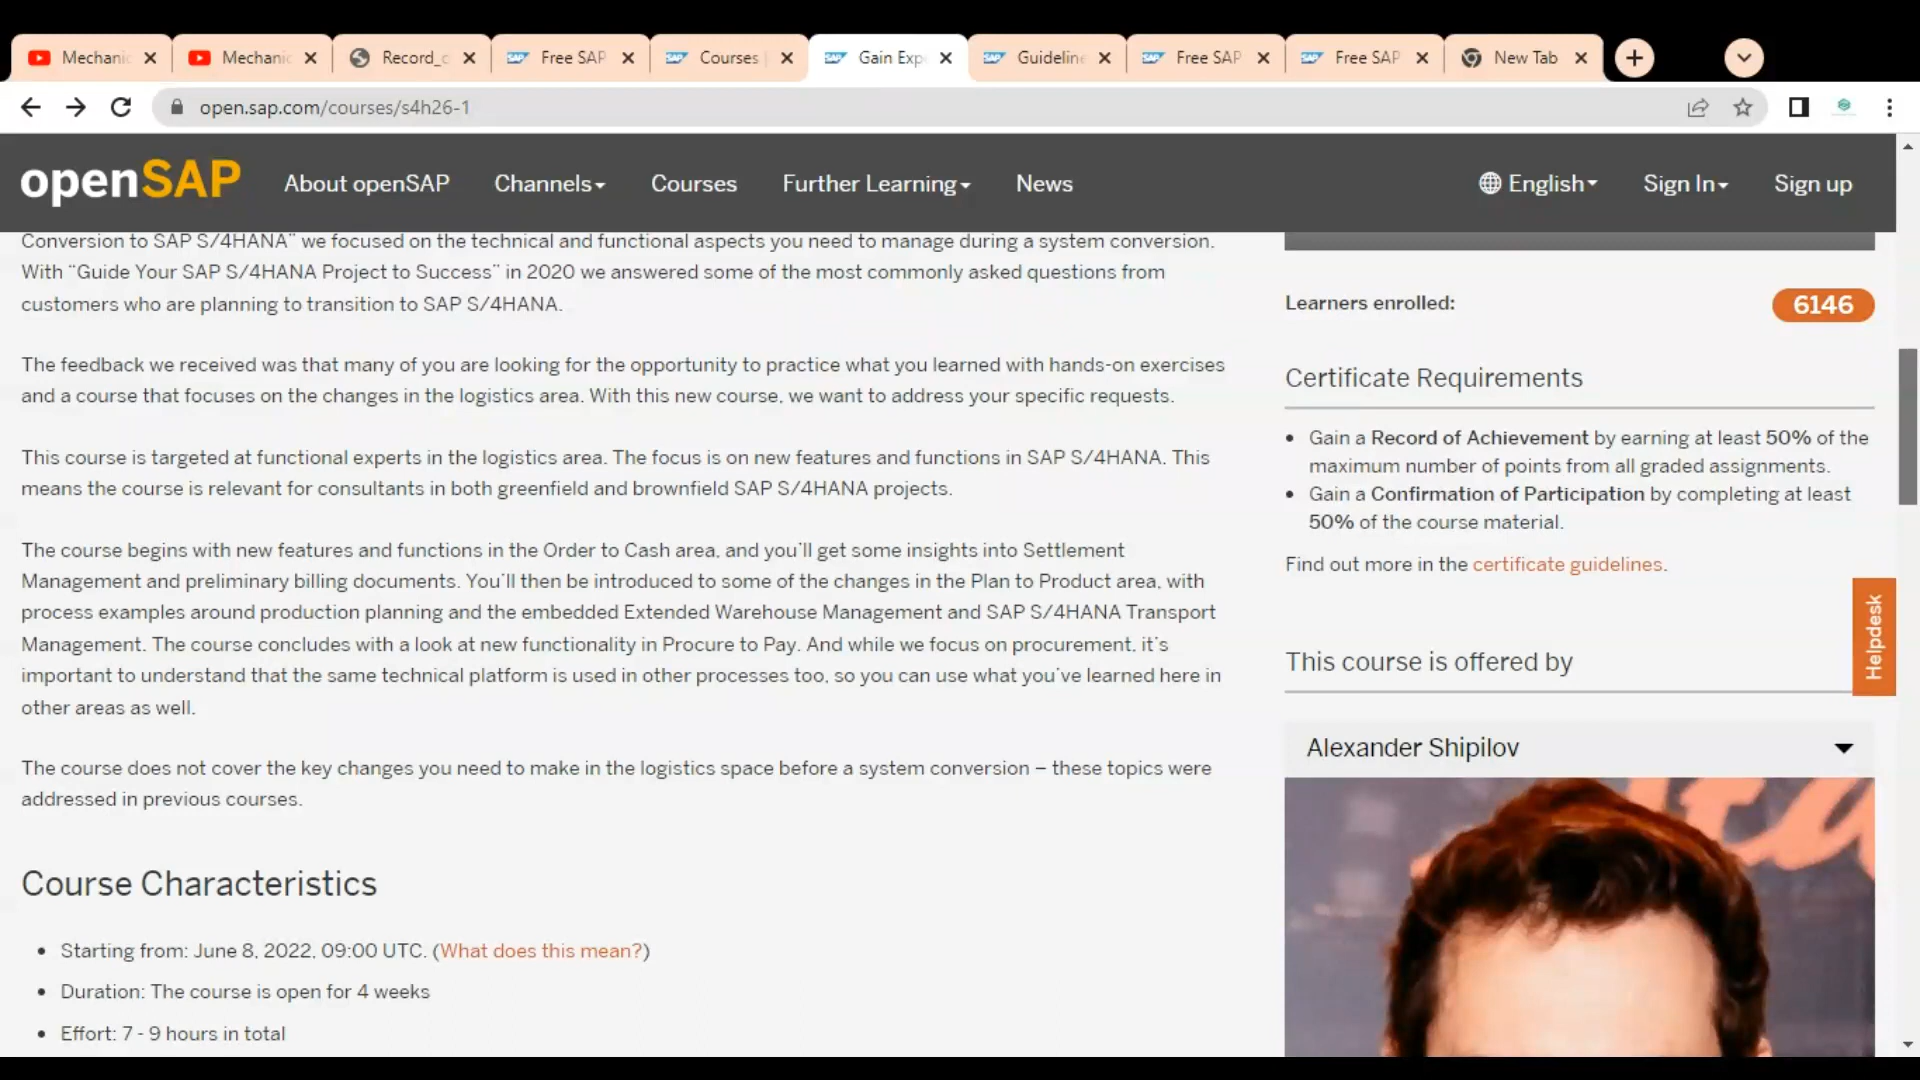 Mechani
Mechani
Record_c
Free SAP
Courses |
Gain Exp
Guideline
Free SAP
Free SAP
New Tab
open.sap.com/courses/s4h26-1
openSAP
About openSAP
Channels
Courses
Further Learning
News
English
Sign In
Sign up
Conversion to SAP S/4HANA” we focused on the technical and functional aspects you need to manage during a system conversion.
With “Guide Your SAP S/4HANA Project to Success” in 2020 we answered some of the most commonly asked questions from
customers who are planning to transition to SAP S/4HANA.
The feedback we received was that many of you are looking for the opportunity to practice what you learned with hands-on exercises
and a course that focuses on the changes in the logistics area. With this new course, we want to address your specific requests.
This course is targeted at functional experts in the logistics area. The focus is on new features and functions in SAP S/4HANA. This
means the course is relevant for consultants in both greenfield and brownfield SAP S/4HANA projects.
The course begins with new features and functions in the Order to Cash area, and you’ll get some insights into Settlement
Management and preliminary billing documents. You’ll then be introduced to some of the changes in the Plan to Product area, with
process examples around production planning and the embedded Extended Warehouse Management and SAP S/4HANA Transport
Management. The course concludes with a look at new functionality in Procure to Pay. And while we focus on procurement, it’s
important to understand that the same technical platform is used in other processes too, so you can use what you’ve learned here in
other areas as well.
The course does not cover the key changes you need to make in the logistics space before a system conversion – these topics were
addressed in previous courses.
Course Characteristics
Starting from: June 8, 2022, 09:00 UTC. (What does this mean?)
Duration: The course is open for 4 weeks
Effort: 7 - 9 hours in total
Learners enrolled:
6146
Certificate Requirements
Gain a Record of Achievement by earning at least 50% of the
maximum number of points from all graded assignments.
Gain a Confirmation of Participation by completing at least
50% of the course material.
Find out more in the certificate guidelines.
Helpdesk
This course is offered by
Alexander Shipilov